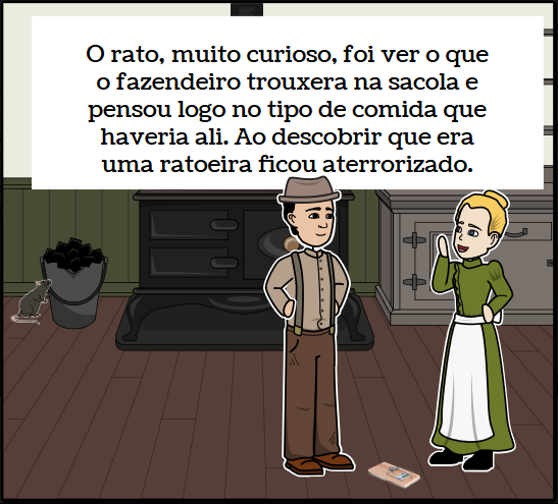 O rato, muito curioso, foi ver o que
o fazendeiro trouxera na sacola e
pensou logo no tipo de comida que
haveria ali. Ao descobrir que era
uma ratoeira ficou aterrorizado.